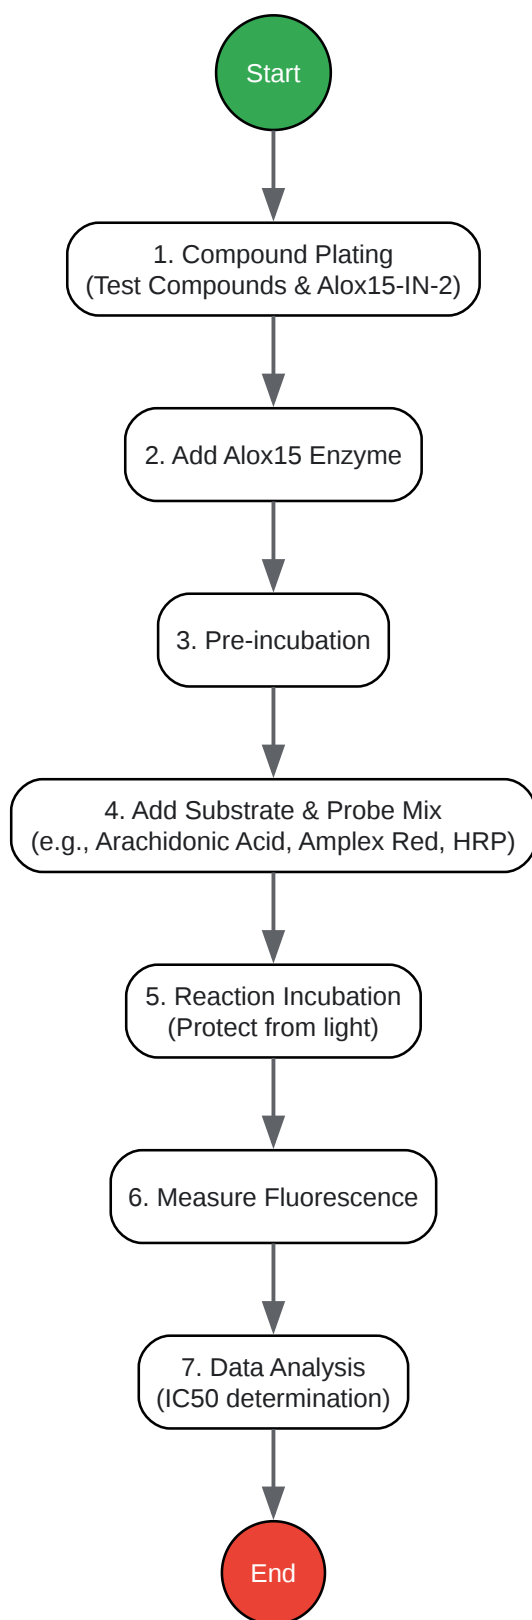 Start
1. Compound Plating
(Test Compounds & Alox15-IN-2)
2. Add Alox15 Enzyme
3. Pre-incubation
4. Add Substrate & Probe Mix
(e.g., Arachidonic Acid, Amplex Red, HRP)
5. Reaction Incubation
(Protect from light)
6. Measure Fluorescence
7. Data Analysis
(IC50 determination)
End